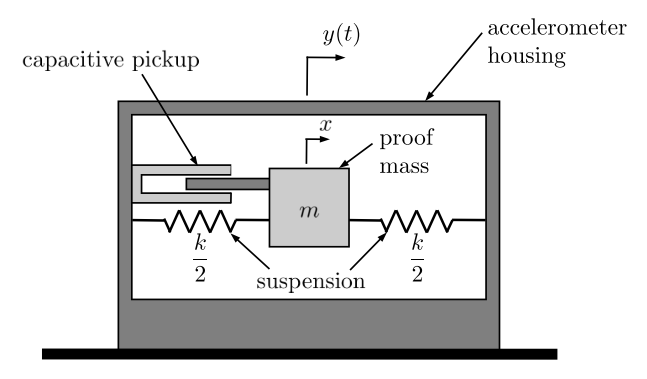 y(t)
accelerometer
housing
capacitive pickup
x
proof
mass
m
k
2
suspension
k
2